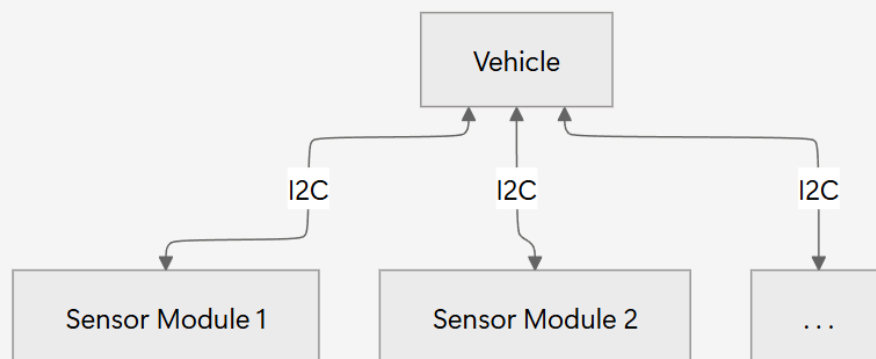 Vehicle
I2C I2C I2C
Sensor Module 1 Sensor Module 2 ...